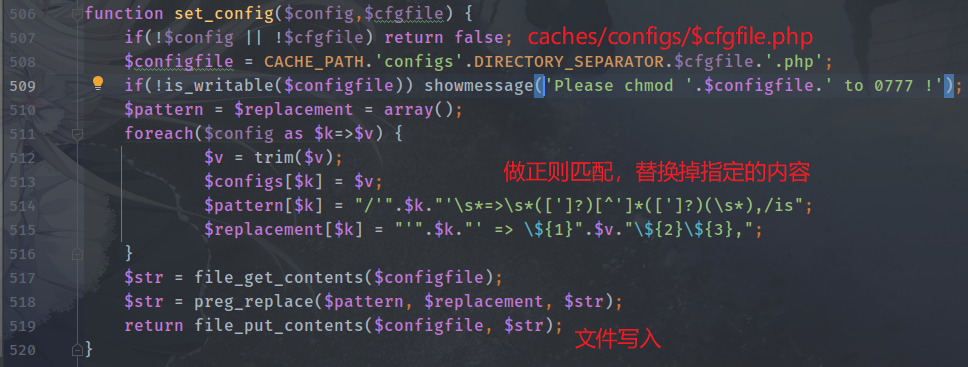 506 function set_config($config,$cfgfile) {
507 if(!$config || !$cfgfile) return false; caches/configs/$cfgfile.php
508 $configfile = CACHE_PATH.'configs'.DIRECTORY_SEPARATOR.$cfgfile.'.php';
509 if(!is_writable($configfile)) showmessage('Please chmod '.$configfile.' to 0777 !');
510 $pattern = $replacement = array();
511 foreach($config as $k=>$v) {
512 $v = trim($v);
513 $configs[$k] = $v; 做正则匹配，替换掉指定的内容
514 $pattern[$k] = "/'".$k."'\s*=>\s*([']?)[^']*([']?)(\s*),/is";
515 $replacement[$k] = "'".$k."' => \${1}".$v."\${2}\${3},";
516 }
517 $str = file_get_contents($configfile);
518 $str = preg_replace($pattern, $replacement, $str);
519 return file_put_contents($configfile, $str); 文件写入
520 }